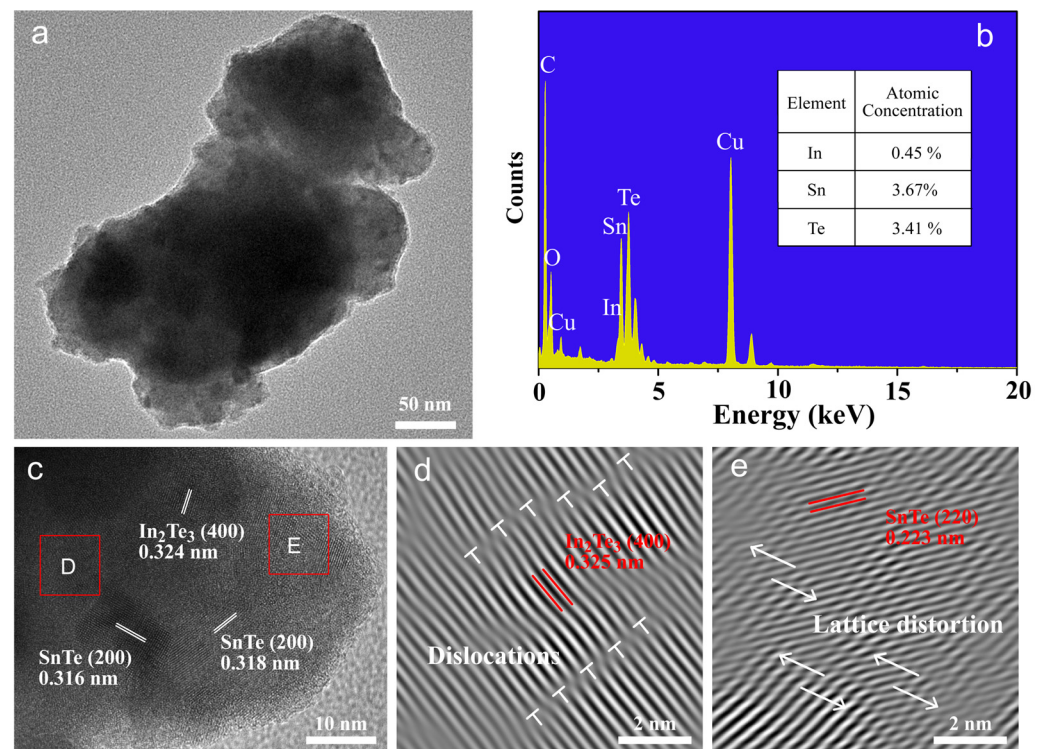 a
50 nm
b
C
O
Cu
In
Sn
Te
Cu
Element
Atomic
Concentration
In
0.45 %
Sn
3.67%
Te
3.41 %
Counts
0
5
10
15
20
Energy (keV)
c
D
E
In₂Te₃ (400)
0.324 nm
SnTe (200)
0.316 nm
SnTe (200)
0.318 nm
10 nm
d
In₂Te₃ (400)
0.325 nm
Dislocations
2 nm
e
SnTe (220)
0.223 nm
Lattice distortion
2 nm